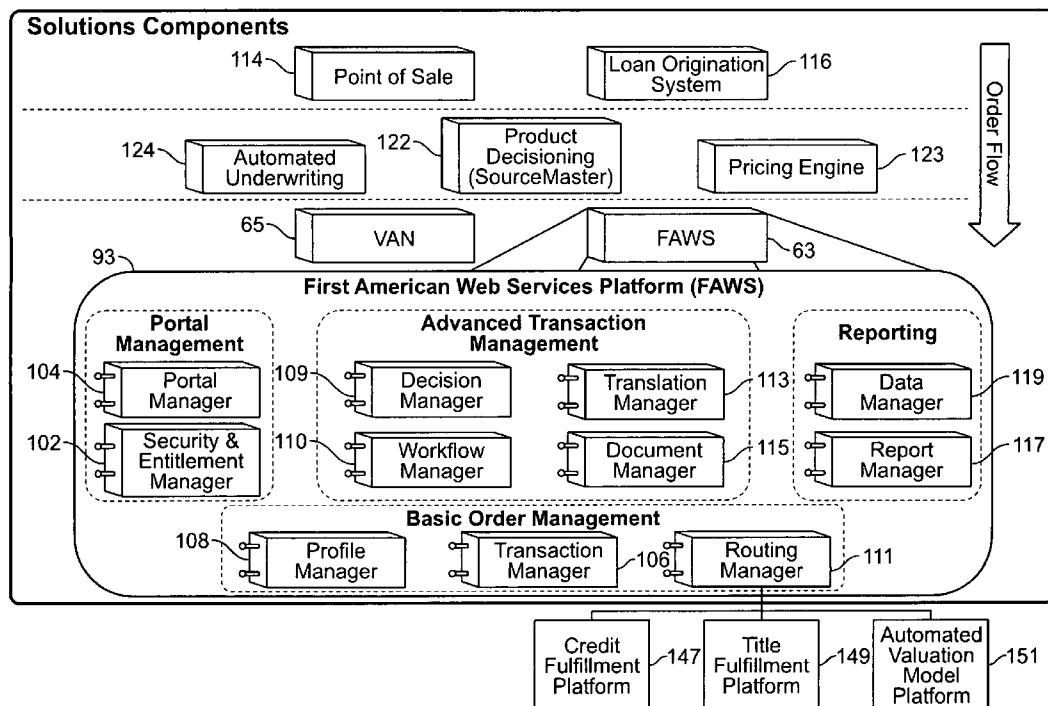 Solutions Components
114
Point of Sale
Loan Origination
System
116
Order Flow
124
Automated
Underwriting
122
Product
Decisioning
(SourceMaster)
Pricing Engine
123
65
VAN
FAWS
63
93
First American Web Services Platform (FAWS)
Portal
Management
104
Portal
Manager
102
Security &
Entitlement
Manager
Advanced Transaction
Management
109
Decision
Manager
Translation
Manager
113
110
Workflow
Manager
Document
Manager
115
Reporting
Data
Manager
119
Report
Manager
117
Basic Order Management
108
Profile
Manager
Transaction
Manager
106
Routing
Manager
111
Credit
Fulfillment
Platform
147
Title
Fulfillment
Platform
149
Automated
Valuation
Model
Platform
151